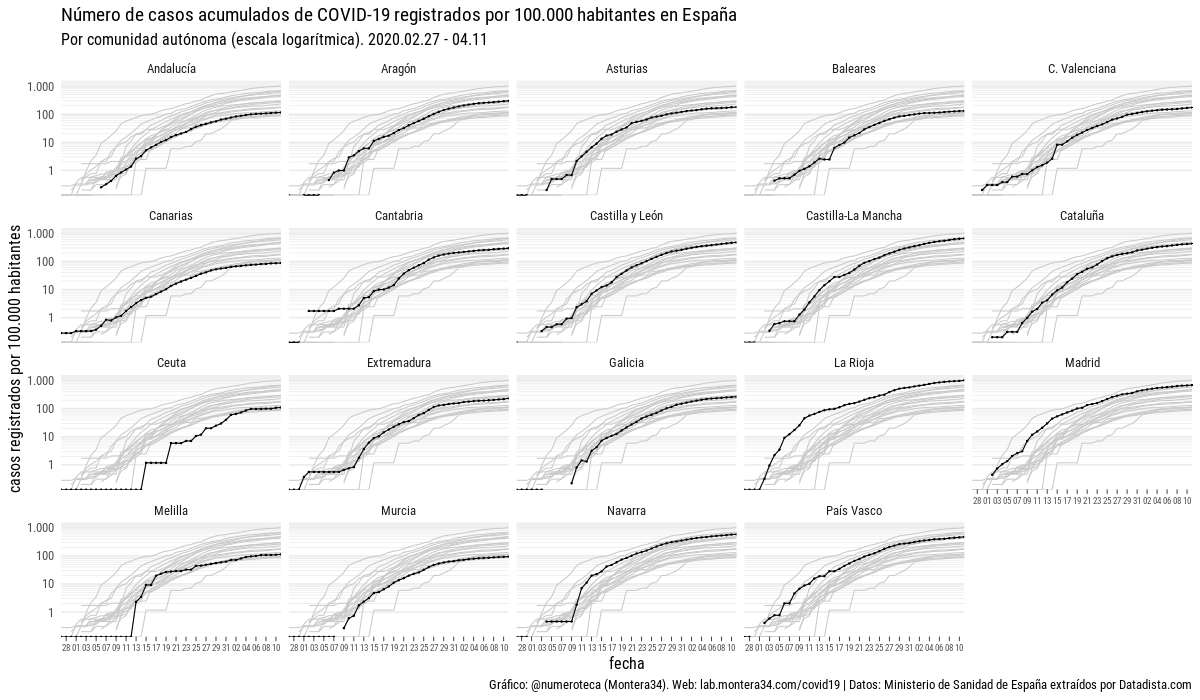 Número de casos acumulados de COVID-19 registrados por 100.000 habitantes en España
Por comunidad autónoma (escala logarítmica). 2020.02.27 - 04.11
Andalucía Aragón Asturias Baleares C. Valenciana
1.000
100
10
1
Canarias Cantabria Castilla y León Castilla-La Mancha Cataluña
1.000
100
10
1
casos registrados por 100.000 habitantes
Ceuta Extremadura Galicia La Rioja Madrid
1.000
100
10
1
28 01 03 05 07 09 11 13 15 17 19 21 23 25 27 29 31 02 04 06 08 10
Melilla Murcia Navarra País Vasco
1.000
100
10
1
28 01 03 05 07 09 11 13 15 17 19 21 23 25 27 29 31 02 04 06 08 10 28 01 03 05 07 09 11 13 15 17 19 21 23 25 27 29 31 02 04 06 08 10 28 01 03 05 07 09 11 13 15 17 19 21 23 25 27 29 31 02 04 06 08 10 28 01 03 05 07 09 11 13 15 17 19 21 23 25 27 29 31 02 04 06 08 10
fecha
Gráfico: @numeroteca (Montera34). Web: lab.montera34.com/covid19 | Datos: Ministerio de Sanidad de España extraídos por Datadista.com